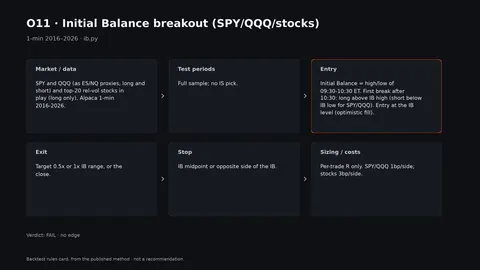 O11 · Initial Balance breakout (SPY/QQQ/stocks)
1-min 2016–2026 · ib.py
Market / data
SPY and QQQ (as ES/NQ proxies, long and
short) and top-20 rel-vol stocks in
play (long only). Alpaca 1-min
2016-2026.
›
Test periods
Full sample; no IS pick.
›
Entry
Initial Balance = high/low of
09:30-10:30 ET. First break after
10:30: long above IB high (short below
IB low for SPY/QQQ). Entry at the IB
level (optimistic fill).
Exit
Target 0.5x or 1x IB range, or the
close.
›
Stop
IB midpoint or opposite side of the IB.
›
Sizing / costs
Per-trade R only. SPY/QQQ 1bp/side;
stocks 3bp/side.
Verdict: FAIL · no edge
Backtest rules card, from the published method · not a recommendation